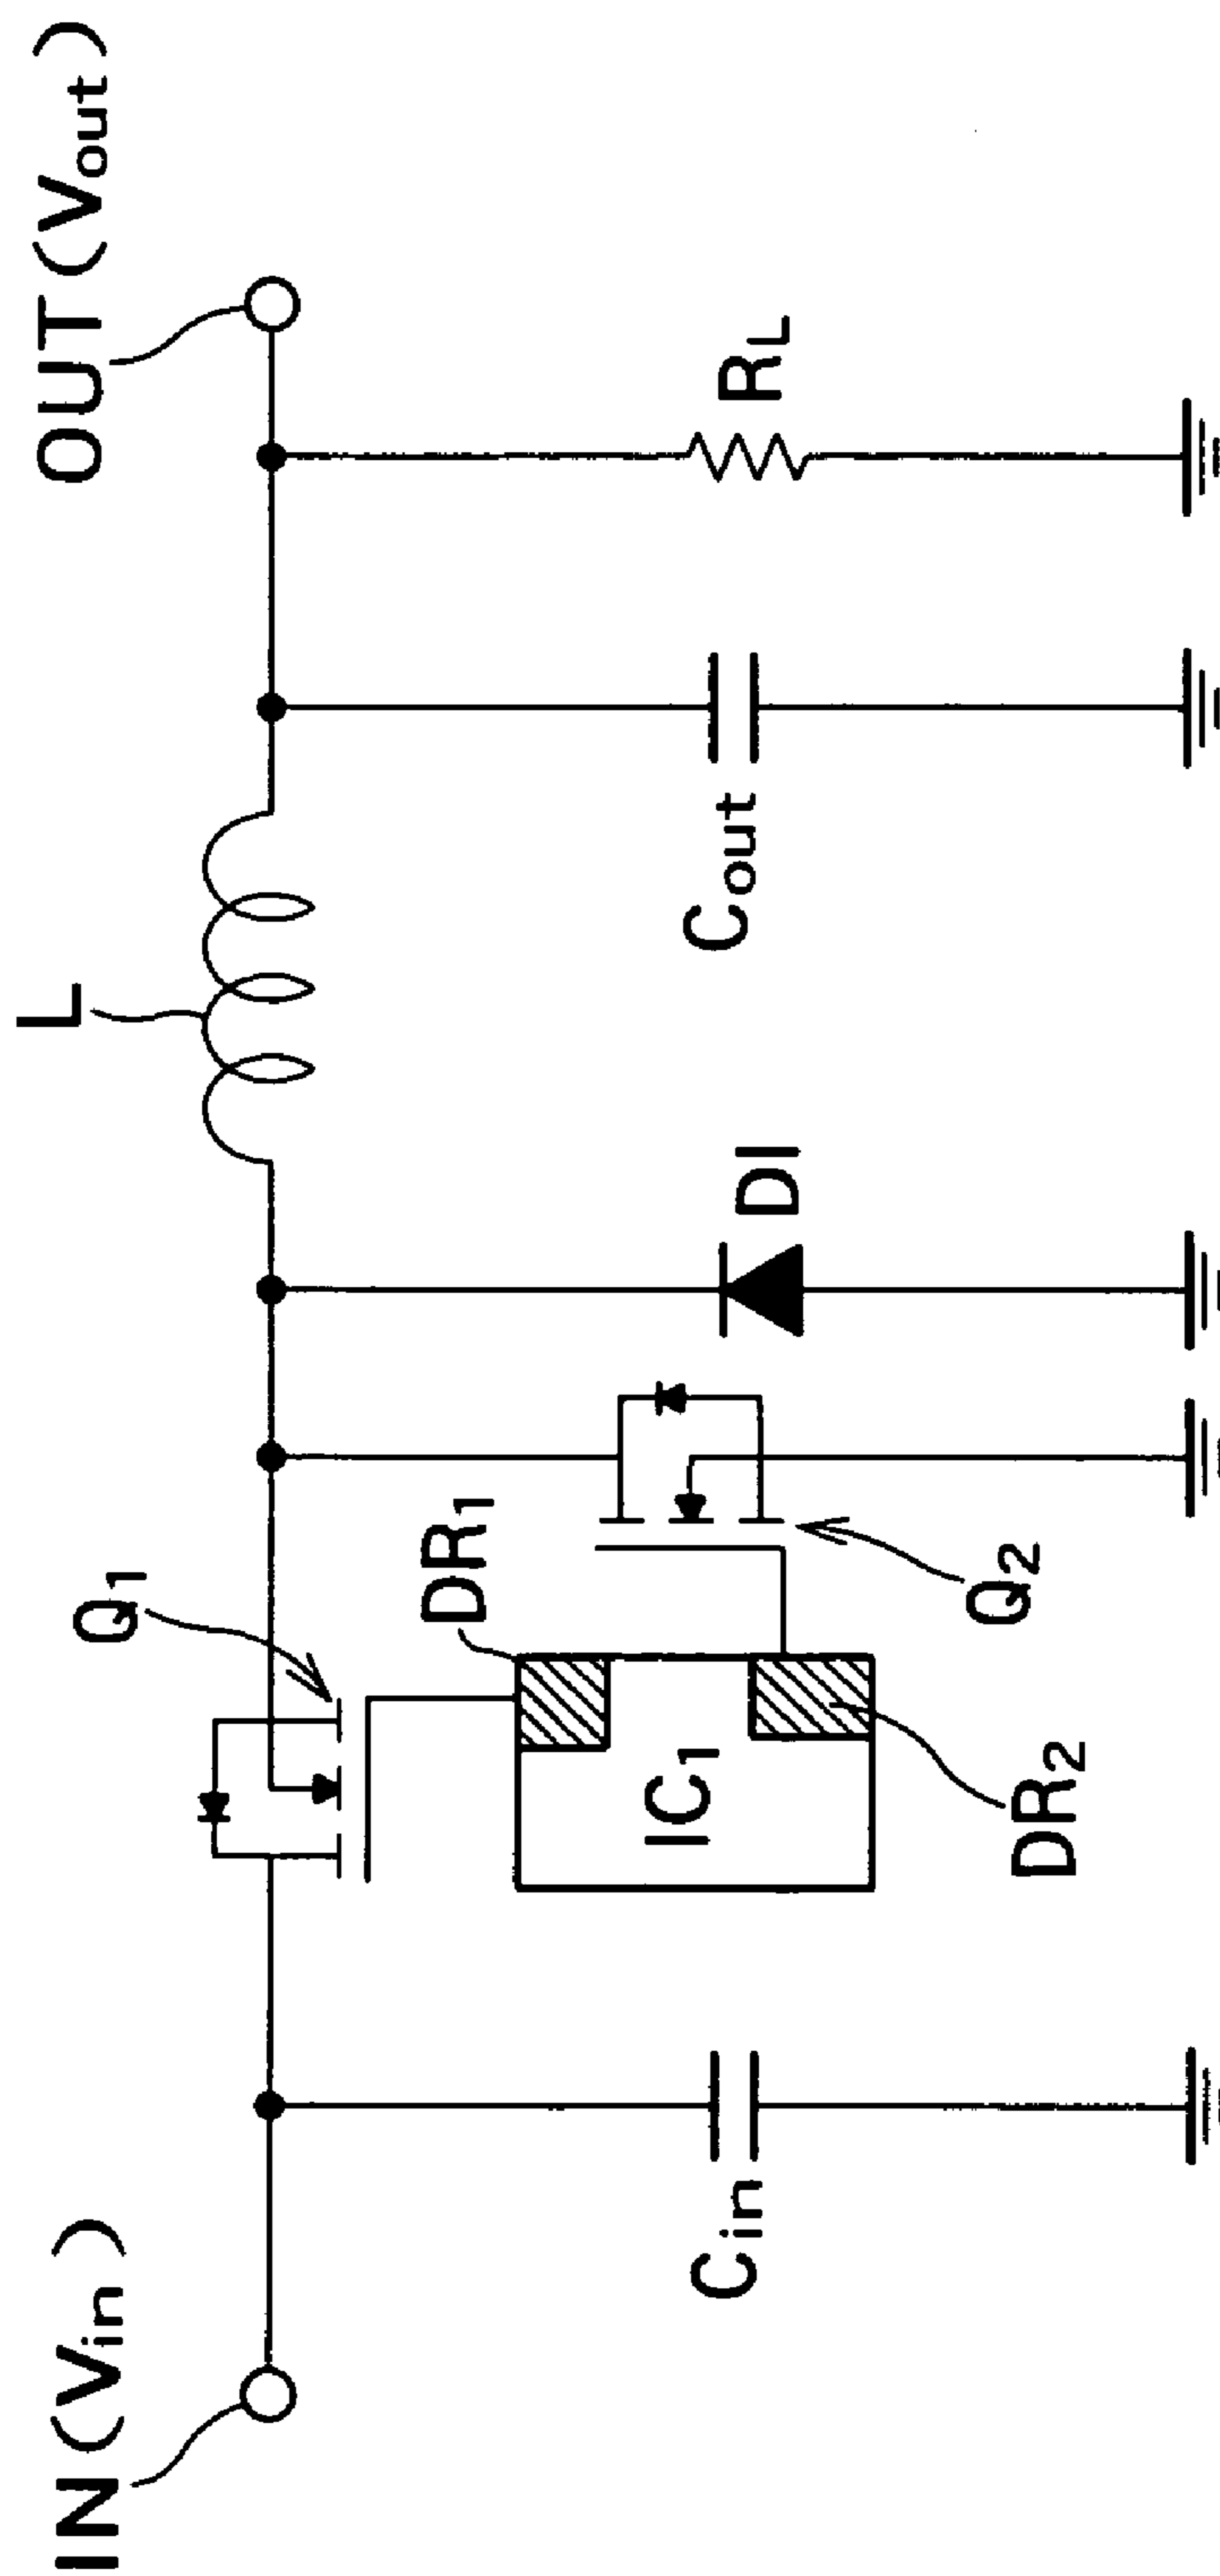 IN(Vin)
Q1
L
OUT(Vout)
DR1
IC1
DR2
Q2
DI
Cin
Cout
RL